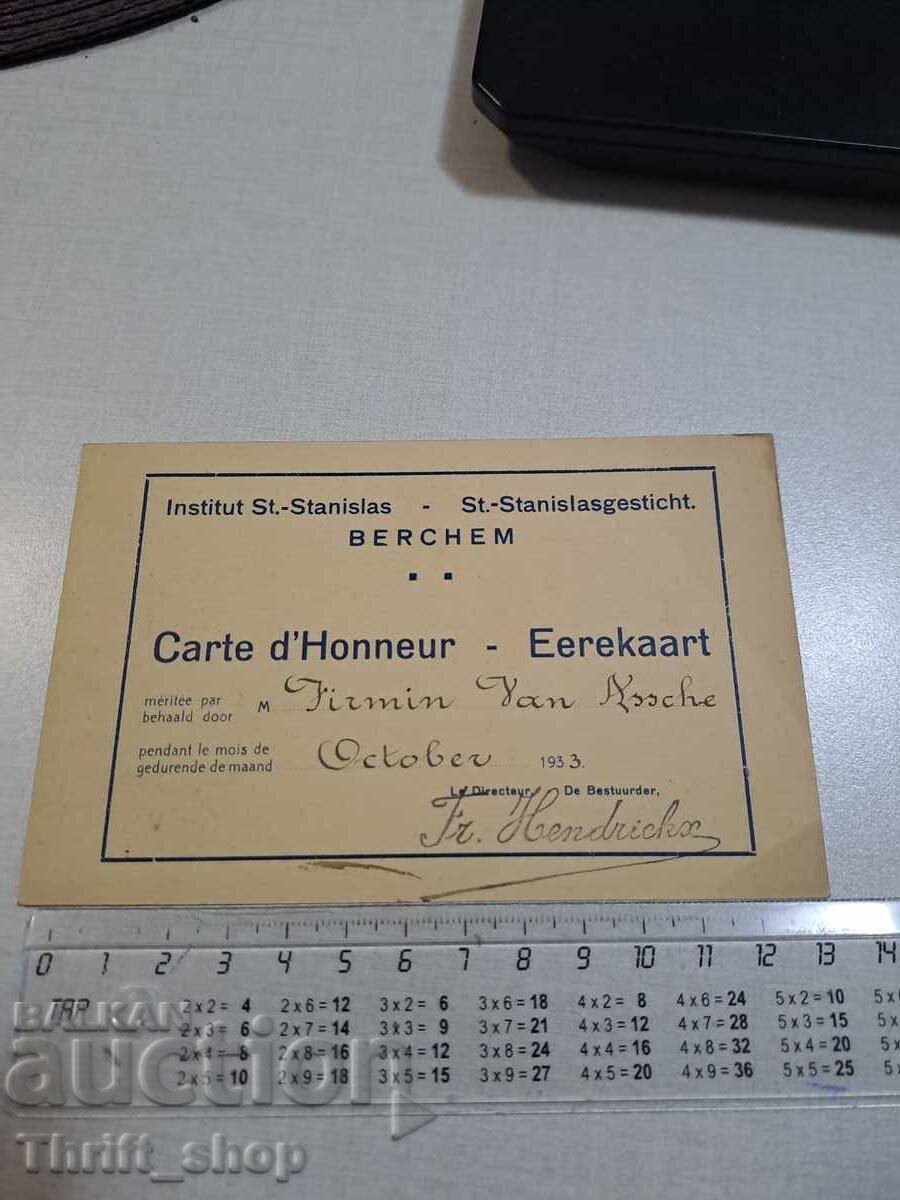 Institut St.-Stanislas - St.-Stanislasgesticht.
BERCHEM
Carte d'Honneur - Eerekaart
méritée par
behaald door
M Firmin Van Assche
pendant le mois de
gedurende de maand
October 1933.
Le Directeur, De Bestuurder,
Fr. Hendrickx
0 1 2 3 4 5 6 7 8 9 10 11 12 13 14
TAP 2x2= 4 2x6=12 3x2= 6 3x6=18 4x2= 8 4x6=24 5x2=10 5x
2x3= 6 2x7=14 3x3= 9 3x7=21 4x3=12 4x7=28 5x3=15 5x
2x4=8 2x8=16 3x4=12 3x8=24 4x4=16 4x8=32 5x4=20 5x
2x5=10 2x9=18 3x5=15 3x9=27 4x5=20 4x9=36 5x5=25 5x
BALKAN
auction
Thrift_shop